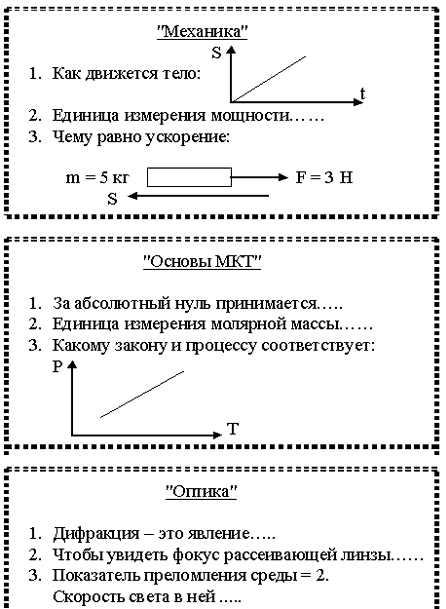 "Механика"
S
1. Как движется тело:
t
2. Единица измерения мощности……
3. Чему равно ускорение:
m = 5 кг F = 3 Н
S
"Основы МКТ"
1. За абсолютный нуль принимается…..
2. Единица измерения молярной массы……
3. Какому закону и процессу соответствует:
P
T
"Оптика"
1. Дифракция – это явление…..
2. Чтобы увидеть фокус рассеивающей линзы……
3. Показатель преломления среды = 2.
Скорость света в ней …..